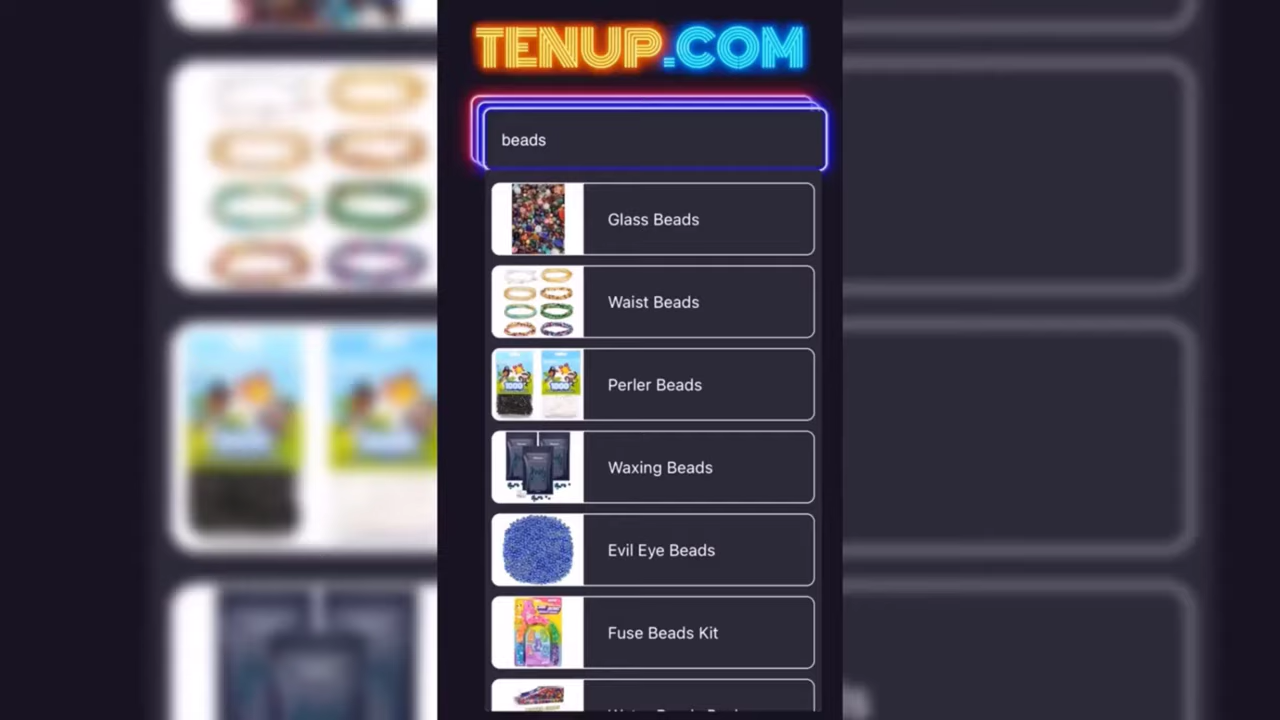 TENUP.COM
beads
Glass Beads
Waist Beads
Perler Beads
Waxing Beads
Evil Eye Beads
Fuse Beads Kit